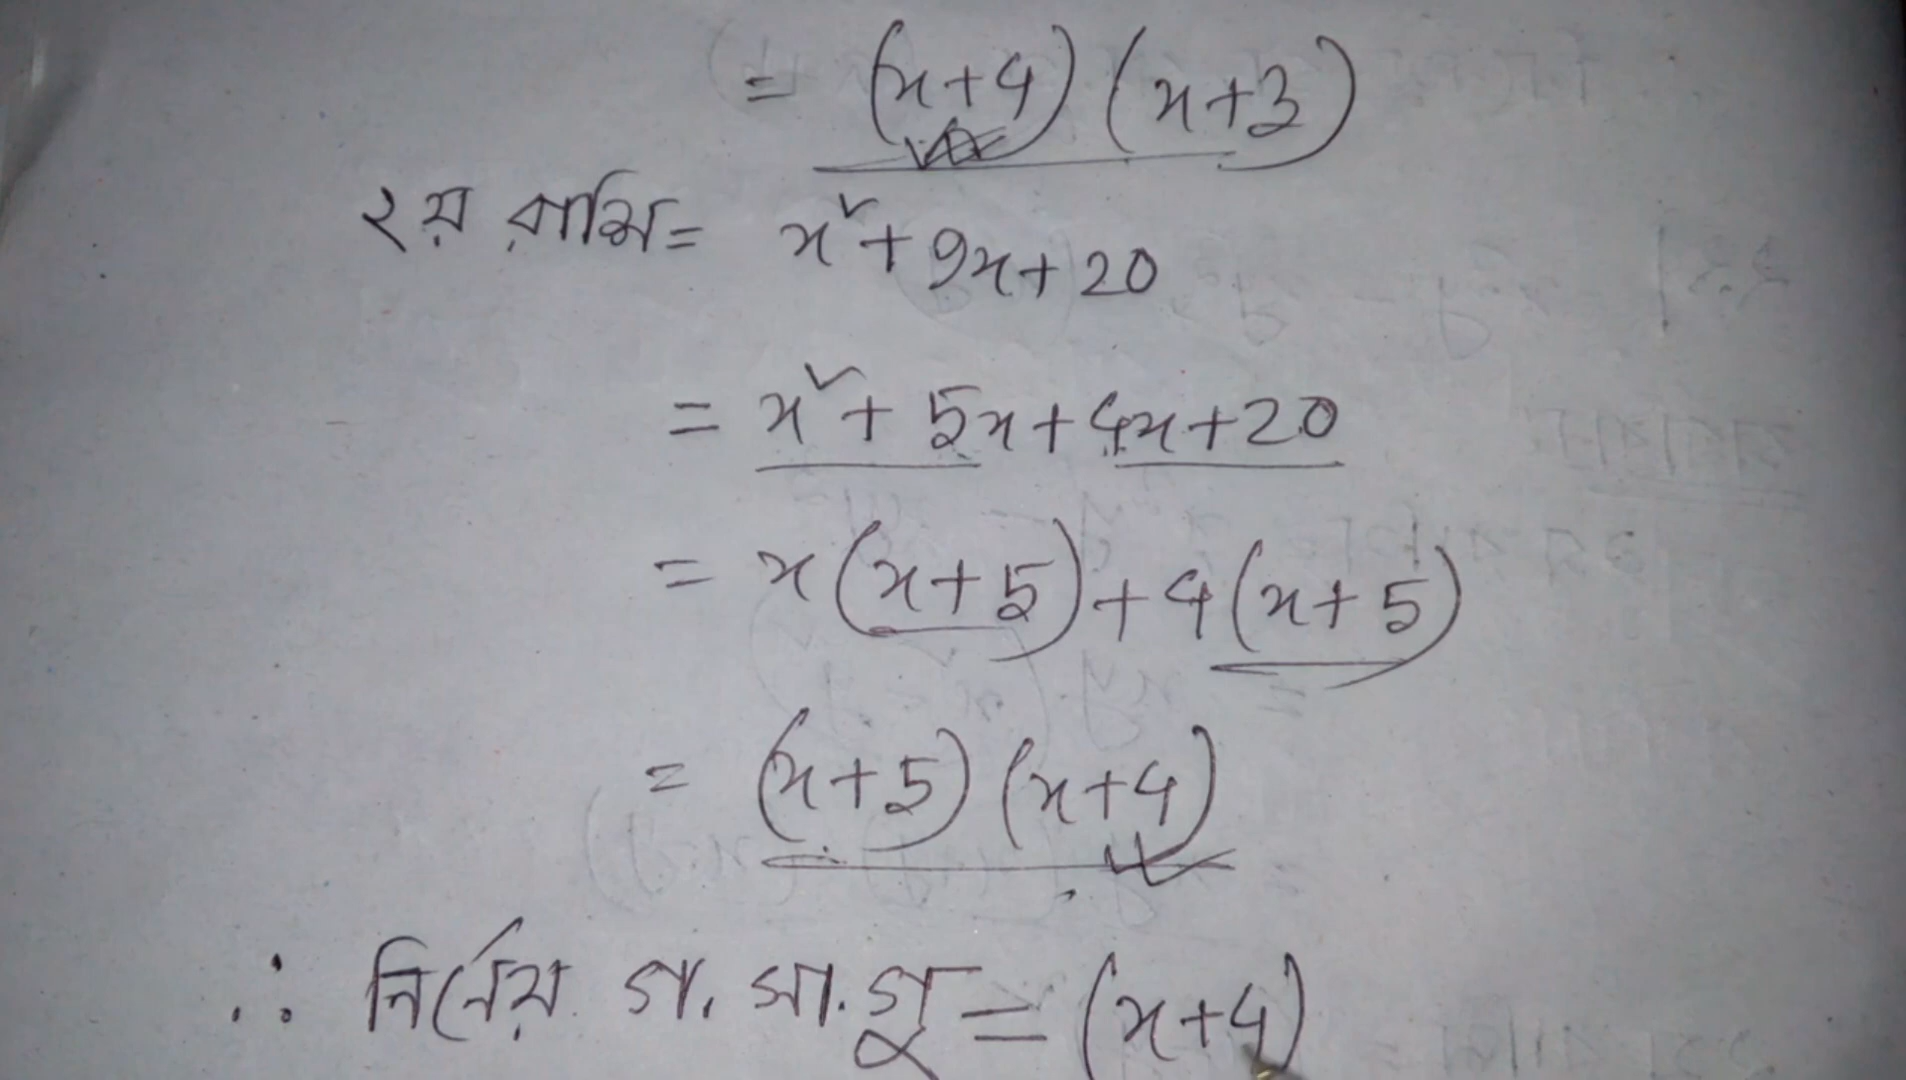 = (x+4) (x+3)
২য় রাশি = x² + 9x + 20
= x² + 5x + 4x + 20
= x (x+5) + 4 (x+5)
= (x+5) (x+4)
∴ নির্ণেয় গ. সা. গু = (x+4)